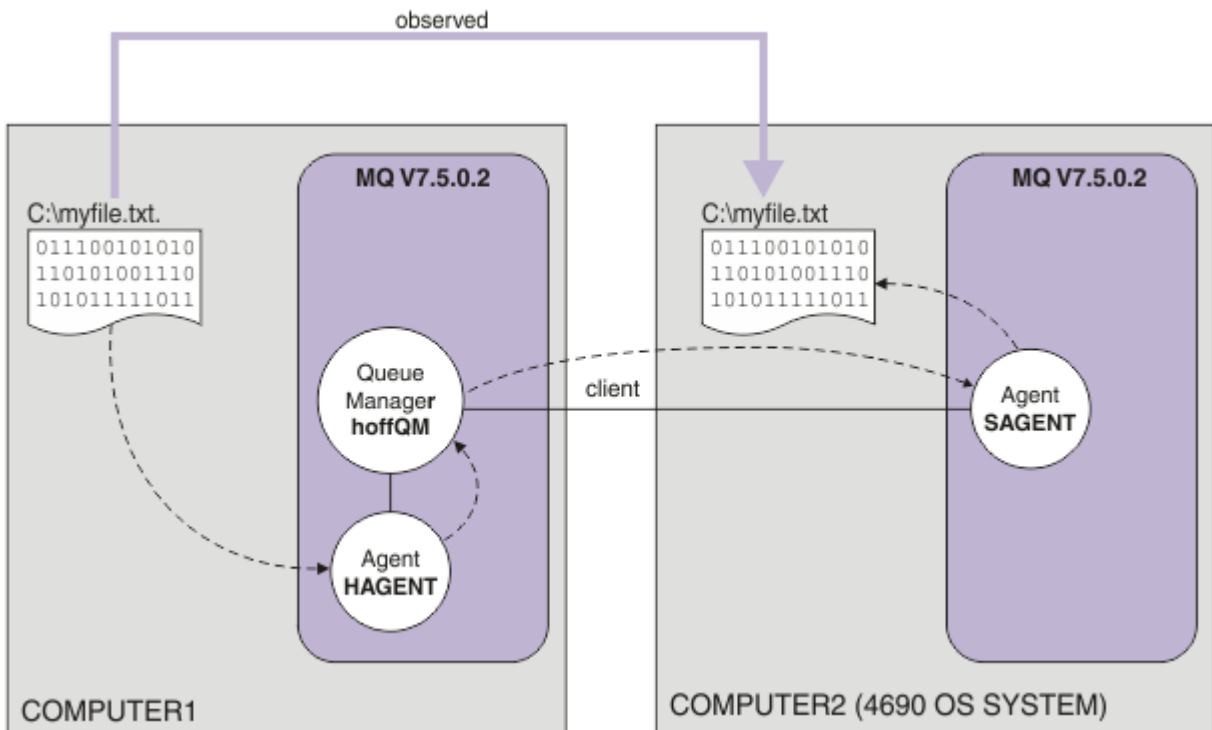 observed
MQ V7.5.0.2
C:\myfile.txt.
011100101010
110101001110
101011111011
Queue
Manager
hoffQM
Agent
HAGENT
COMPUTER1
client
MQ V7.5.0.2
C:\myfile.txt
011100101010
110101001110
101011111011
Agent
SAGENT
COMPUTER2 (4690 OS SYSTEM)